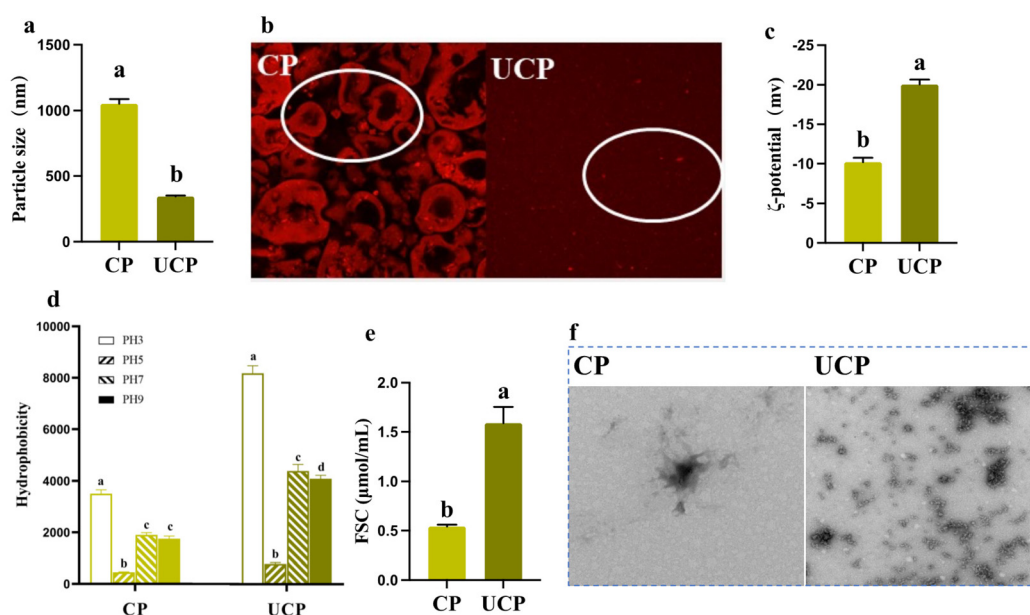 a
Particle size (nm)
1500
1000
500
0
a
b
CP
UCP
b
CP
UCP
c
ζ-potential (mv)
-25
-20
-15
-10
-5
0
b
a
CP
UCP
d
Hydrophobicity
10000
8000
6000
4000
2000
0
PH3
PH5
PH7
PH9
a
b
c
c
a
b
c
d
CP
UCP
e
FSC (μmol/mL)
2.0
1.5
1.0
0.5
0.0
b
a
CP
UCP
f
CP
UCP